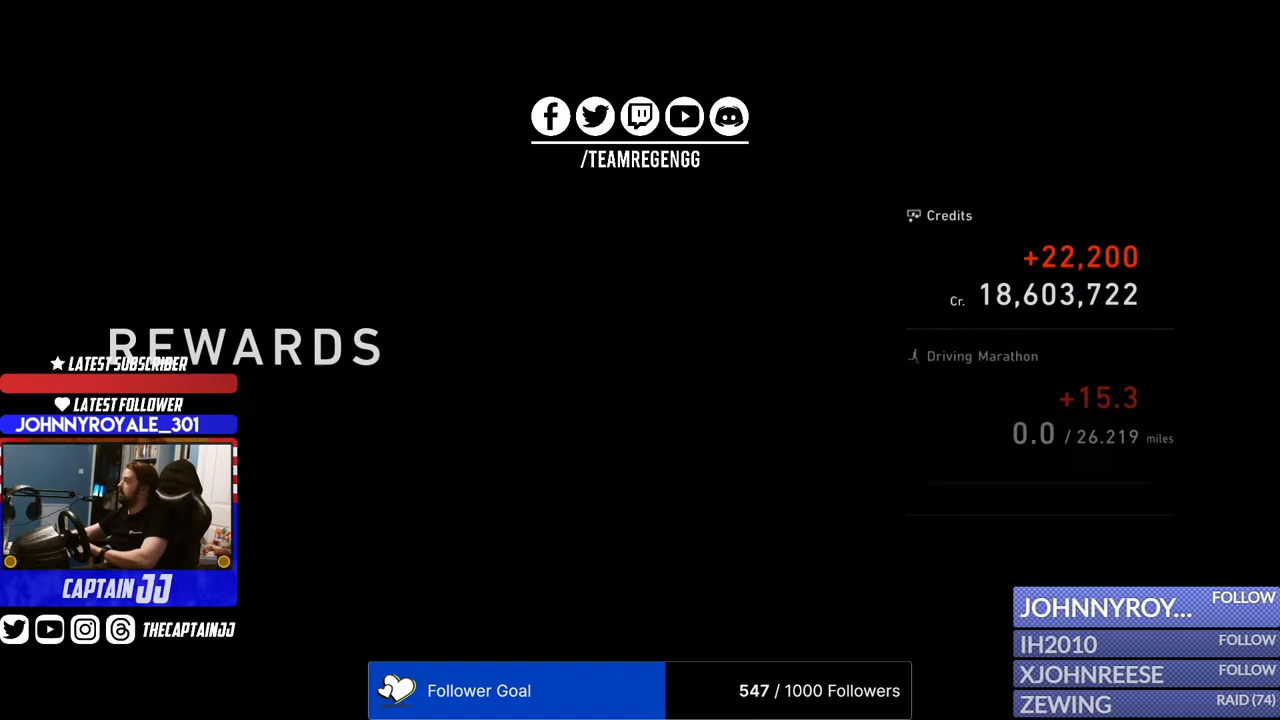 /TEAMREGENGG
Credits
+22,200
Cr. 18,603,722
REWARDS
Driving Marathon
+15.3
0.0 / 26.219 miles
LATEST SUBSCRIBER
LATEST FOLLOWER
JOHNNYROYALE_301
CAPTAIN JJ
THECAPTAINJJ
JOHNNYROY... FOLLOW
IH2010 FOLLOW
XJOHNREESE FOLLOW
ZEWING RAID (74)
Follower Goal 547 / 1000 Followers